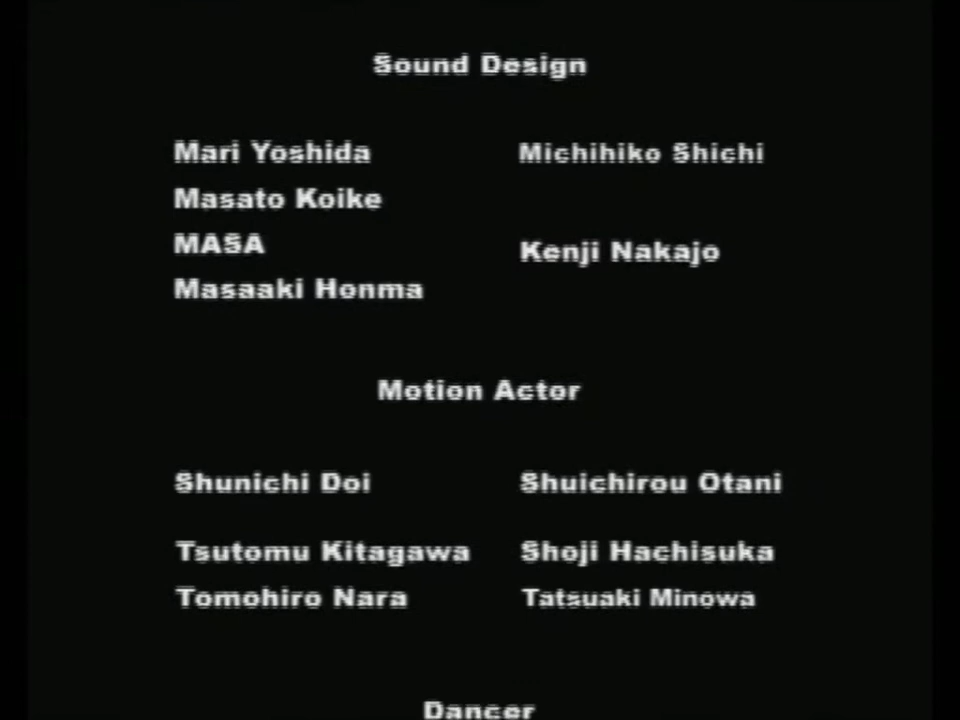 Sound Design
Mari Yoshida
Michihiko Shichi
Masato Koike
MASA
Kenji Nakajo
Masaaki Honma
Motion Actor
Shunichi Doi
Shuichirou Otani
Tsutomu Kitagawa
Shoji Hachisuka
Tomohiro Nara
Tatsuaki Minowa
Dancer